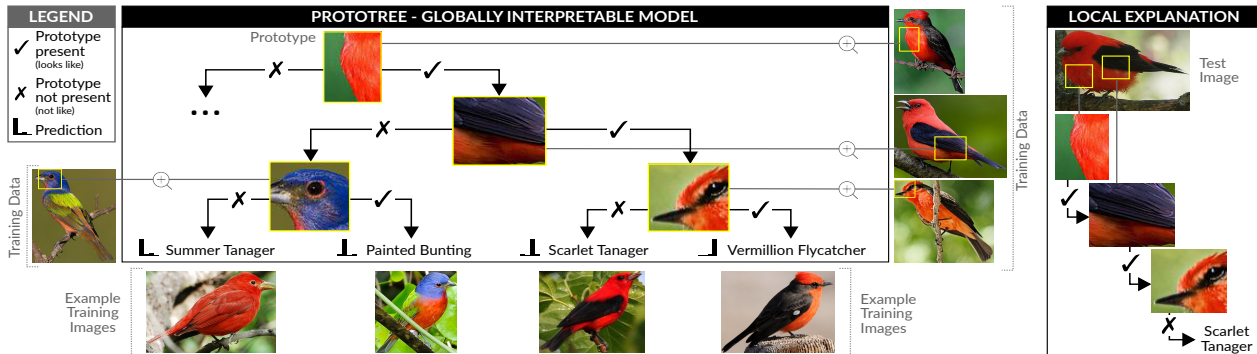 LEGEND
Prototype
present
(looks like)
Prototype
not present
(not like)
Prediction
PROTOTREE - GLOBALLY INTERPRETABLE MODEL
Prototype
✓
✗
✗
✓
...
✗
✓
✗
✓
✗
✓
Summer Tanager
Painted Bunting
Scarlet Tanager
Vermillion Flycatcher
Training Data
Training Data
Example
Training
Images
Example
Training
Images
LOCAL EXPLANATION
Test
Image
✓
✓
✗
Scarlet
Tanager